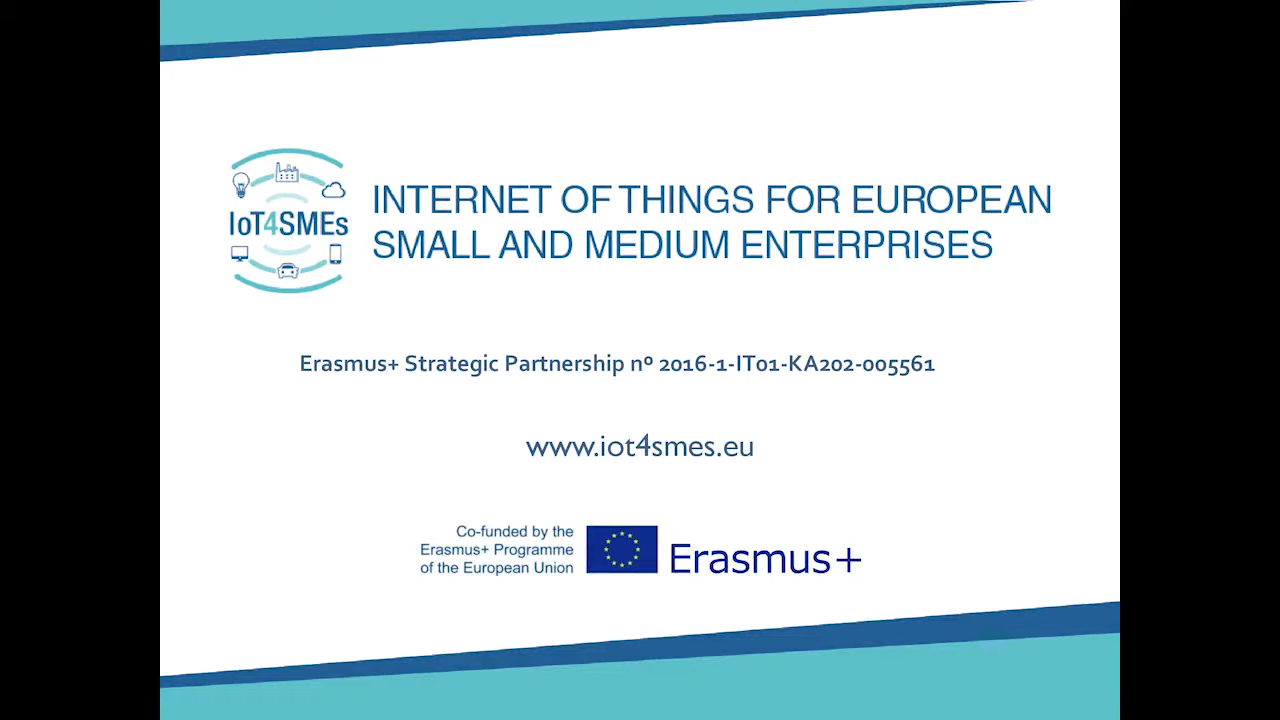 IoT4SMEs
INTERNET OF THINGS FOR EUROPEAN
SMALL AND MEDIUM ENTERPRISES
Erasmus+ Strategic Partnership nº 2016-1-IT01-KA202-005561
www.iot4smes.eu
Co-funded by the
Erasmus+ Programme
of the European Union
Erasmus+